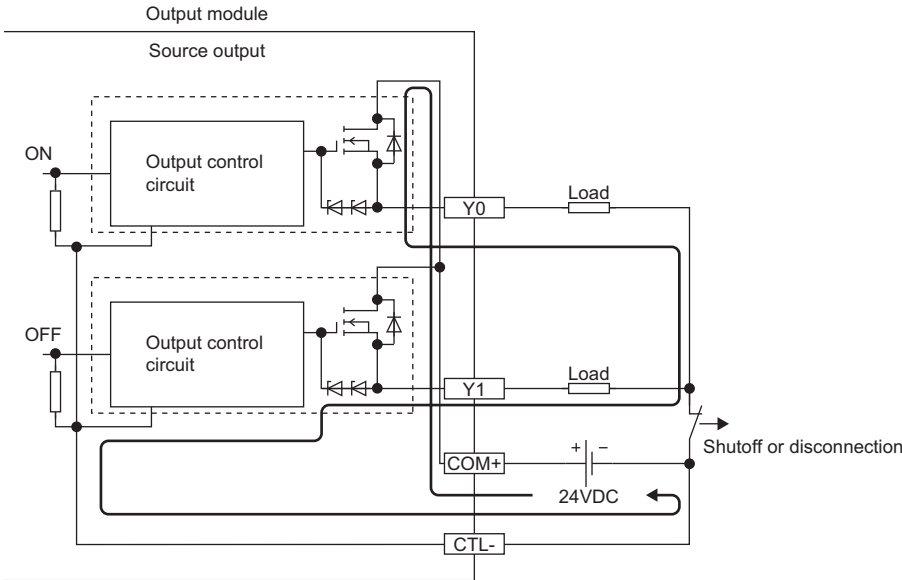 Output module
Source output
ON
Output control
circuit
Y0
Load
OFF
Output control
circuit
Y1
Load
Shutoff or disconnection
COM+
+ −
24VDC
CTL-